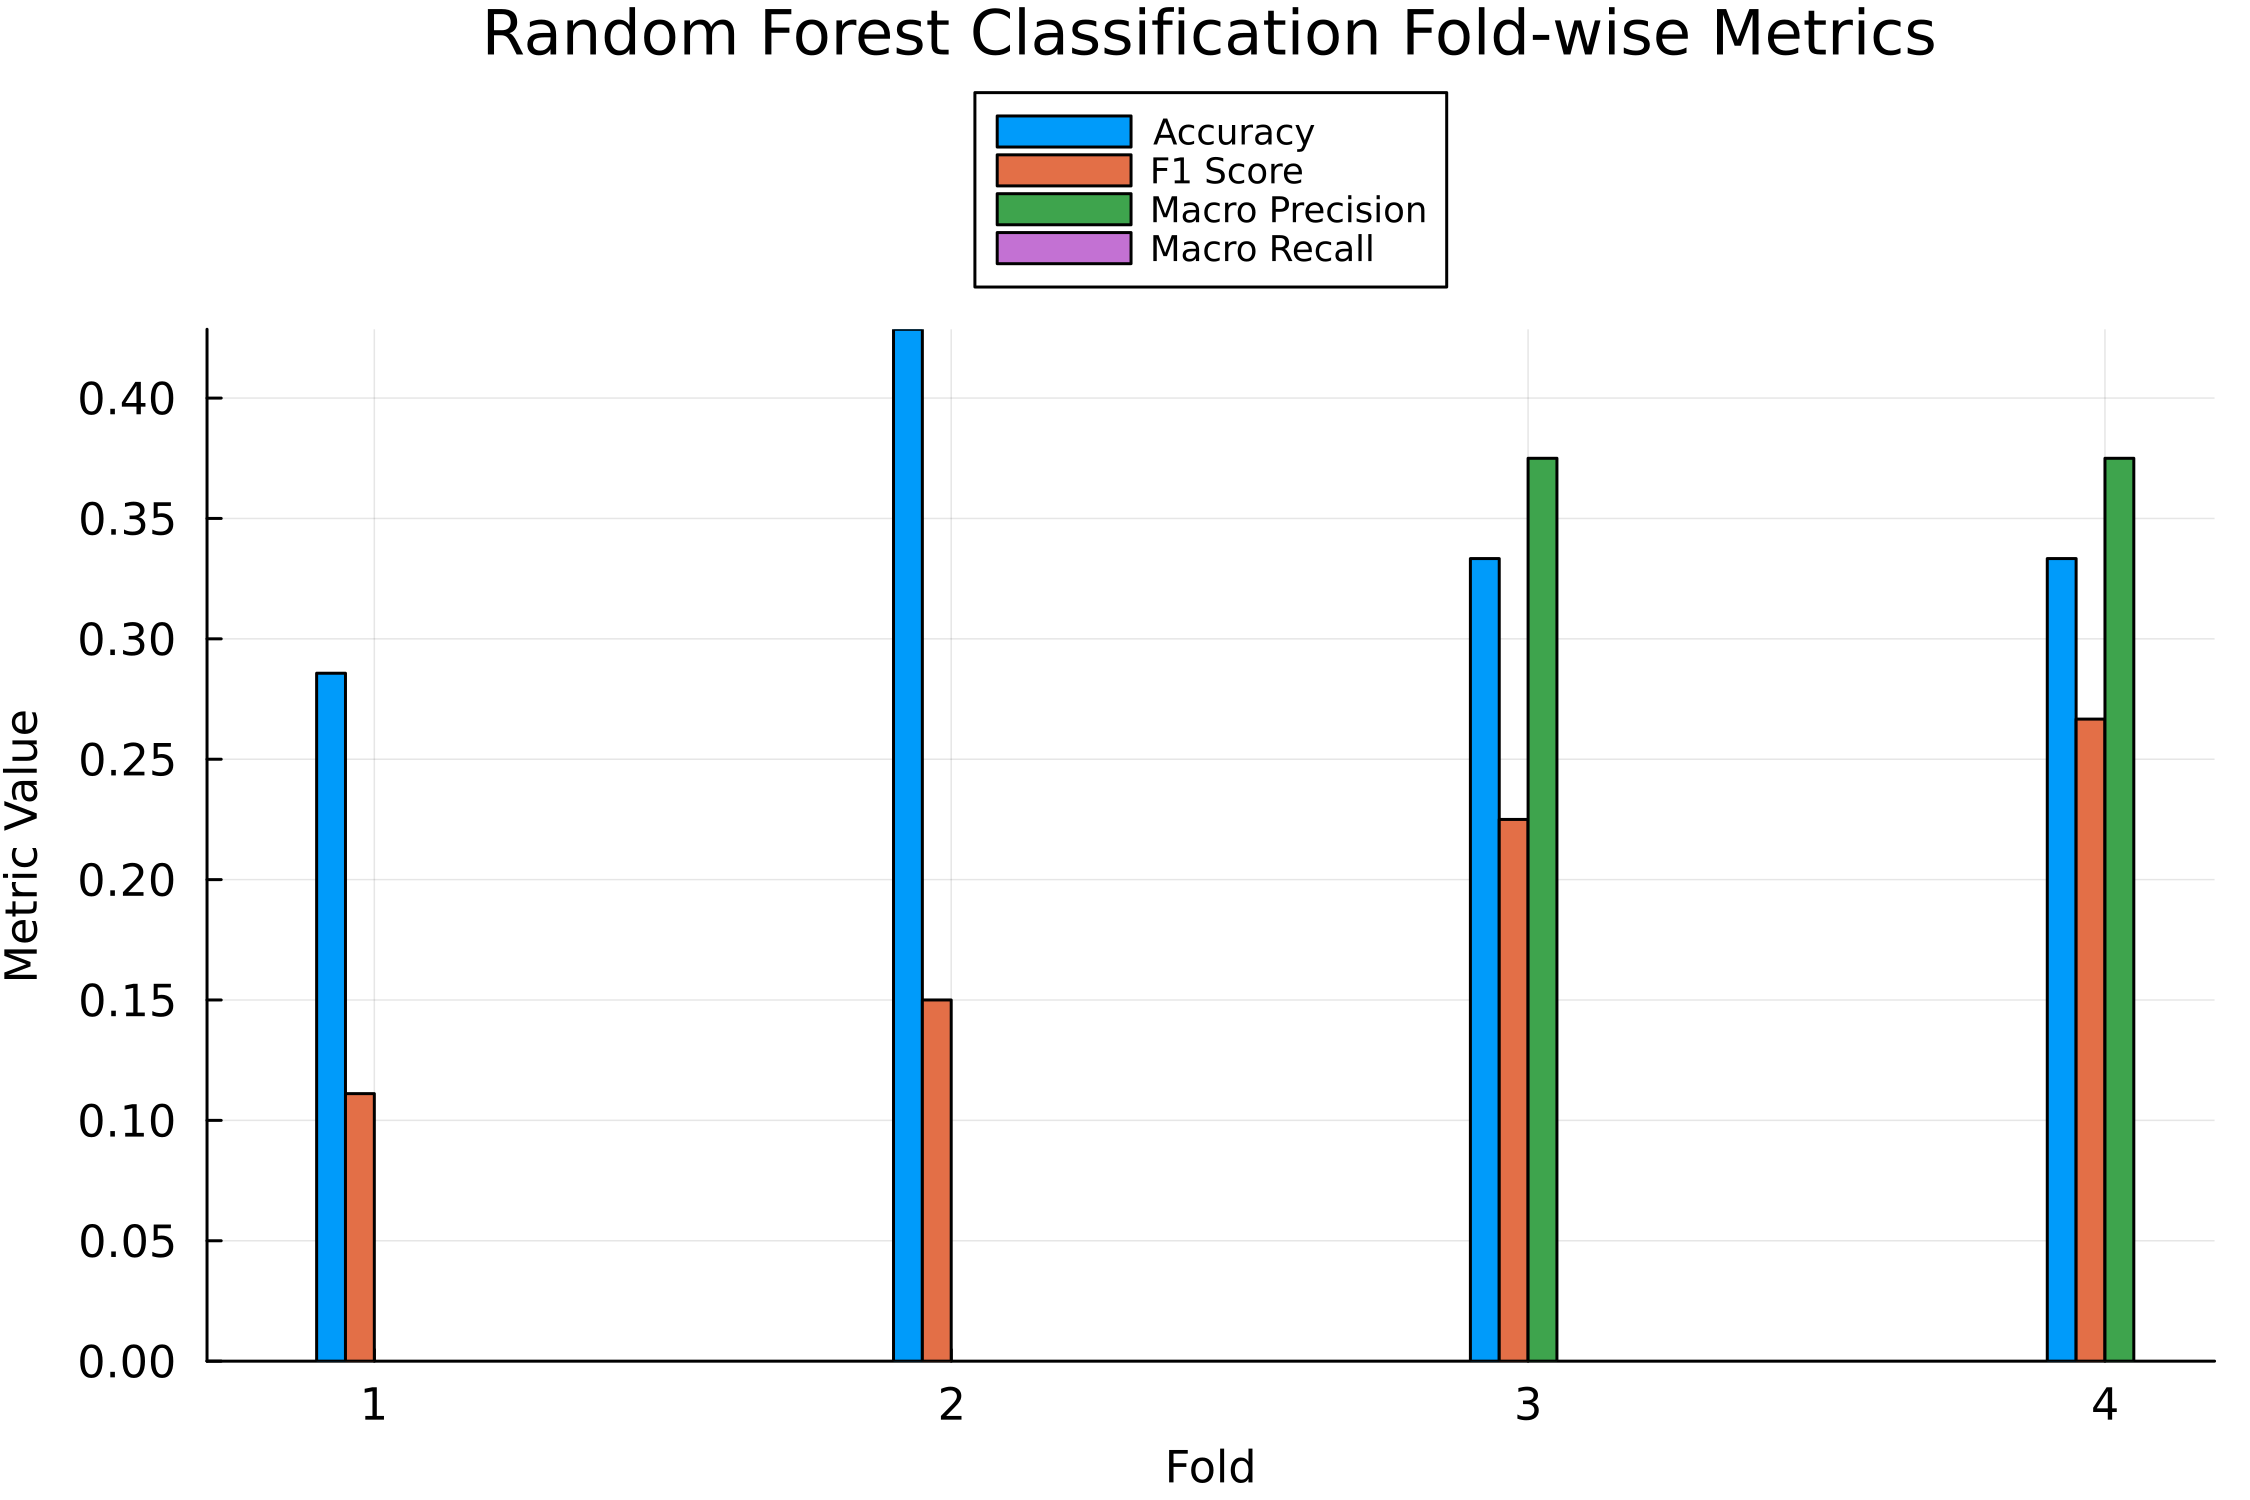 Random Forest Classification Fold-wise Metrics
Accuracy
F1 Score
Macro Precision
Macro Recall
0.40
0.35
0.30
0.25
0.20
0.15
0.10
0.05
0.00
Metric Value
1 2 3 4
Fold